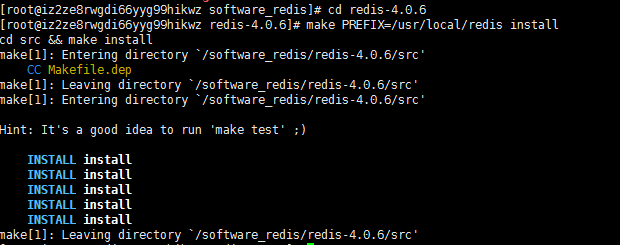 [root@iz2ze8rwgdi66yyg99hikwz software_redis]# cd redis-4.0.6
[root@iz2ze8rwgdi66yyg99hikwz redis-4.0.6]# make PREFIX=/usr/local/redis install
cd src && make install
make[1]: Entering directory `/software_redis/redis-4.0.6/src'
CC Makefile.dep
make[1]: Leaving directory `/software_redis/redis-4.0.6/src'
make[1]: Entering directory `/software_redis/redis-4.0.6/src'
Hint: It's a good idea to run 'make test' ;)
INSTALL install
INSTALL install
INSTALL install
INSTALL install
INSTALL install
make[1]: Leaving directory `/software_redis/redis-4.0.6/src'